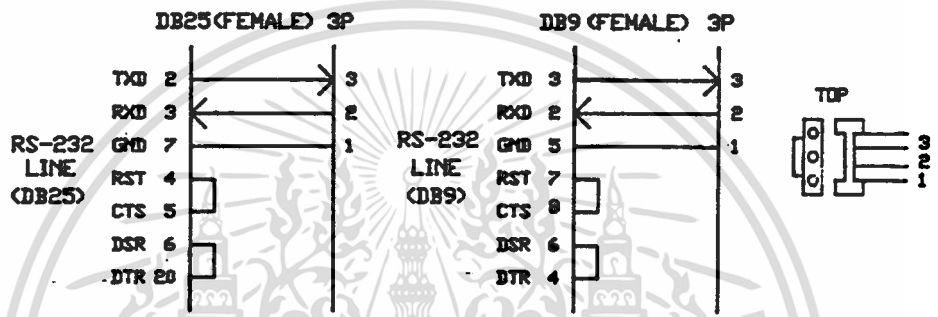 DB25(FEMALE) 3P
TXD 2 3
RXD 3 2
GND 7 1
RST 4
CTS 5
DSR 6
DTR 20
RS-232
LINE
(DB25)
DB9(FEMALE) 3P
TXD 3 3
RXD 2 2
GND 5 1
RST 7
CTS 8
DSR 6
DTR 4
RS-232
LINE
(DB9)
TOP
3
2
1